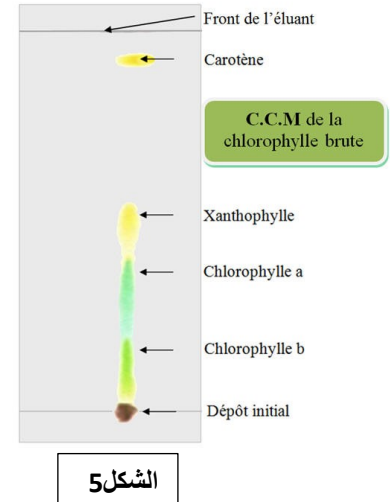 Front de l'éluant
Carotène
C.C.M de la
chlorophylle brute
Xanthophylle
Chlorophylle a
Chlorophylle b
Dépôt initial
الشكل5